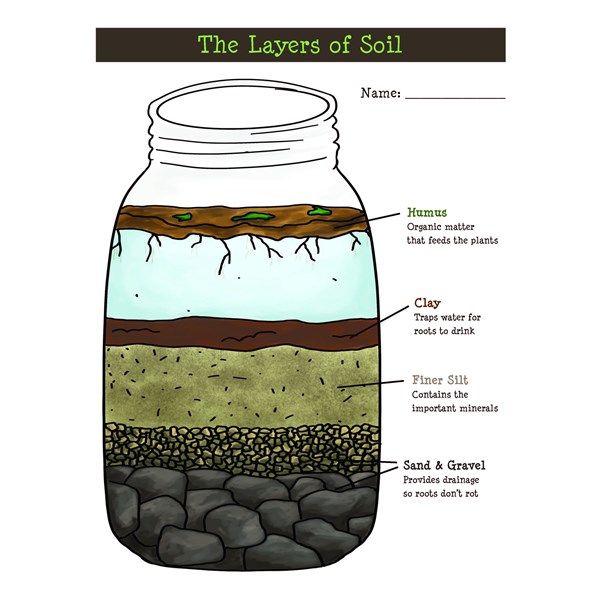 The Layers of Soil
Name: ______________
Humus
Organic matter
that feeds the plants
Clay
Traps water for
roots to drink
Finer Silt
Contains the
important minerals
Sand & Gravel
Provides drainage
so roots don't rot